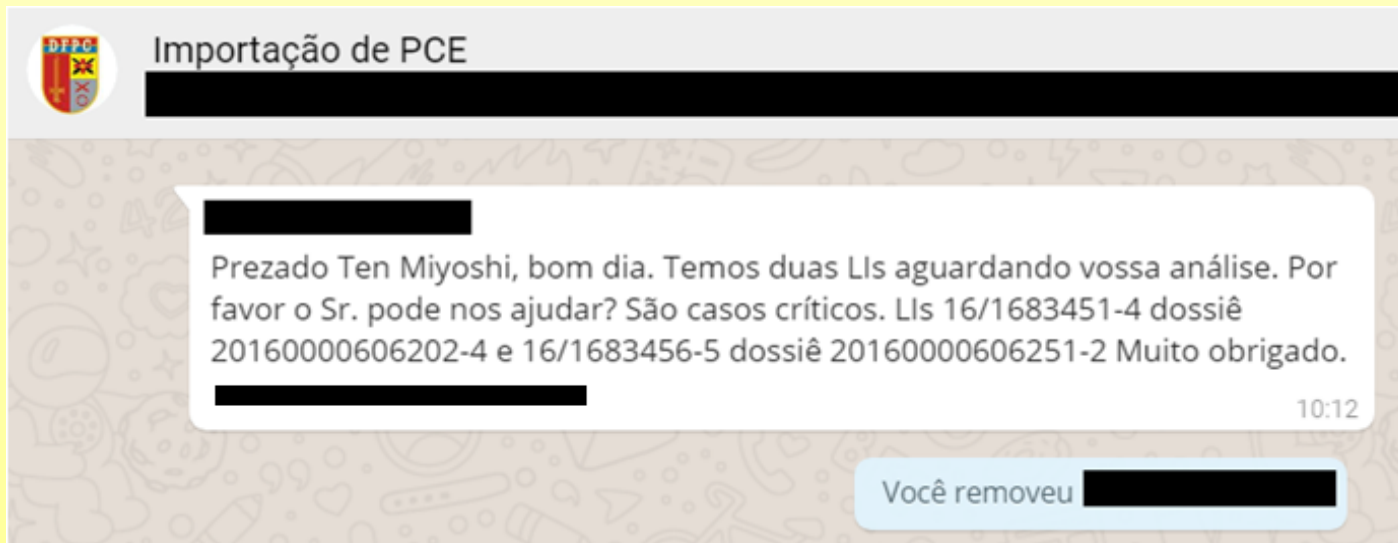 DFPC
Importação de PCE
Prezado Ten Miyoshi, bom dia. Temos duas LIs aguardando vossa análise. Por
favor o Sr. pode nos ajudar? São casos críticos. LIs 16/1683451-4 dossiê
20160000606202-4 e 16/1683456-5 dossiê 20160000606251-2 Muito obrigado.
10:12
Você removeu